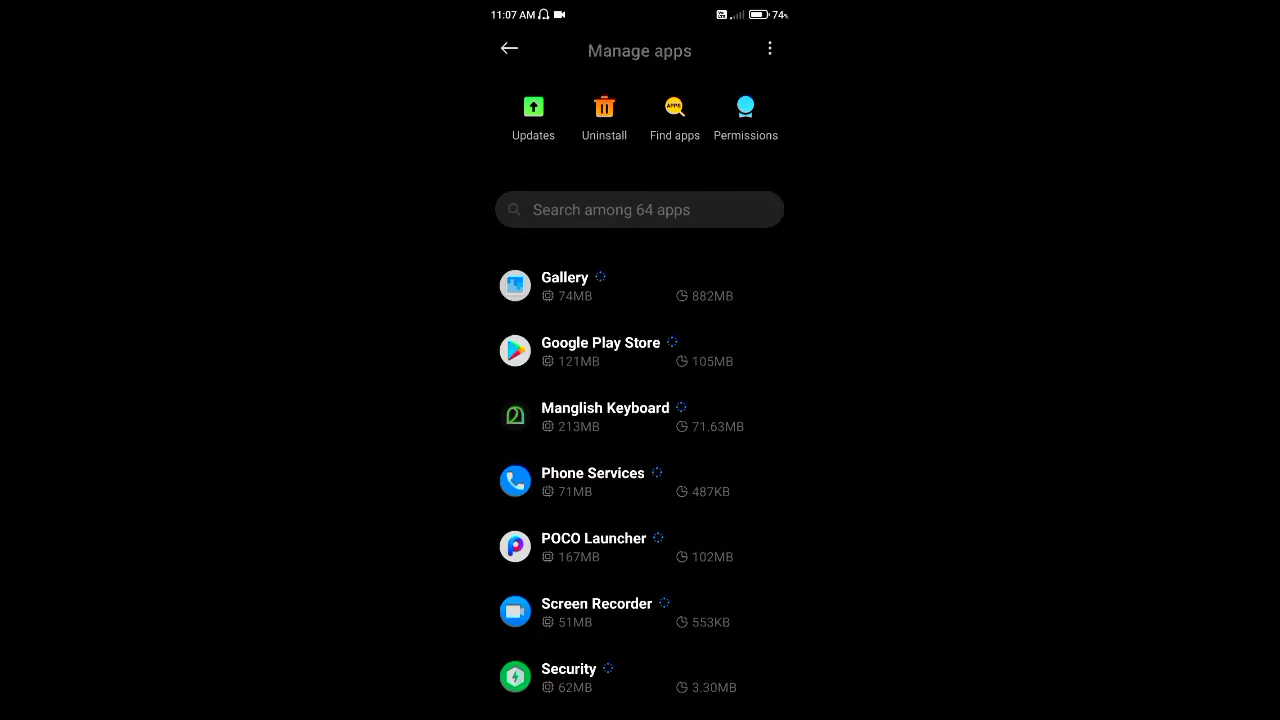 11:07 AM 74%
Manage apps
Updates Uninstall Find apps Permissions
APPS
Search among 64 apps
Gallery
74MB 882MB
Google Play Store
121MB 105MB
Manglish Keyboard
213MB 71.63MB
Phone Services
71MB 487KB
POCO Launcher
167MB 102MB
Screen Recorder
51MB 553KB
Security
62MB 3.30MB